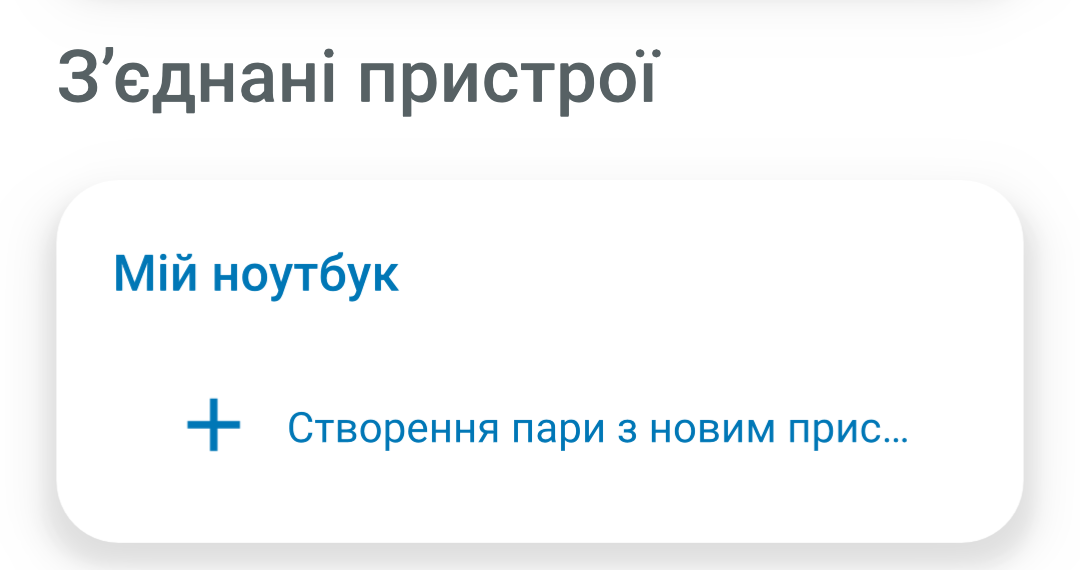 З’єднані пристрої
Мій ноутбук
Створення пари з новим прис...